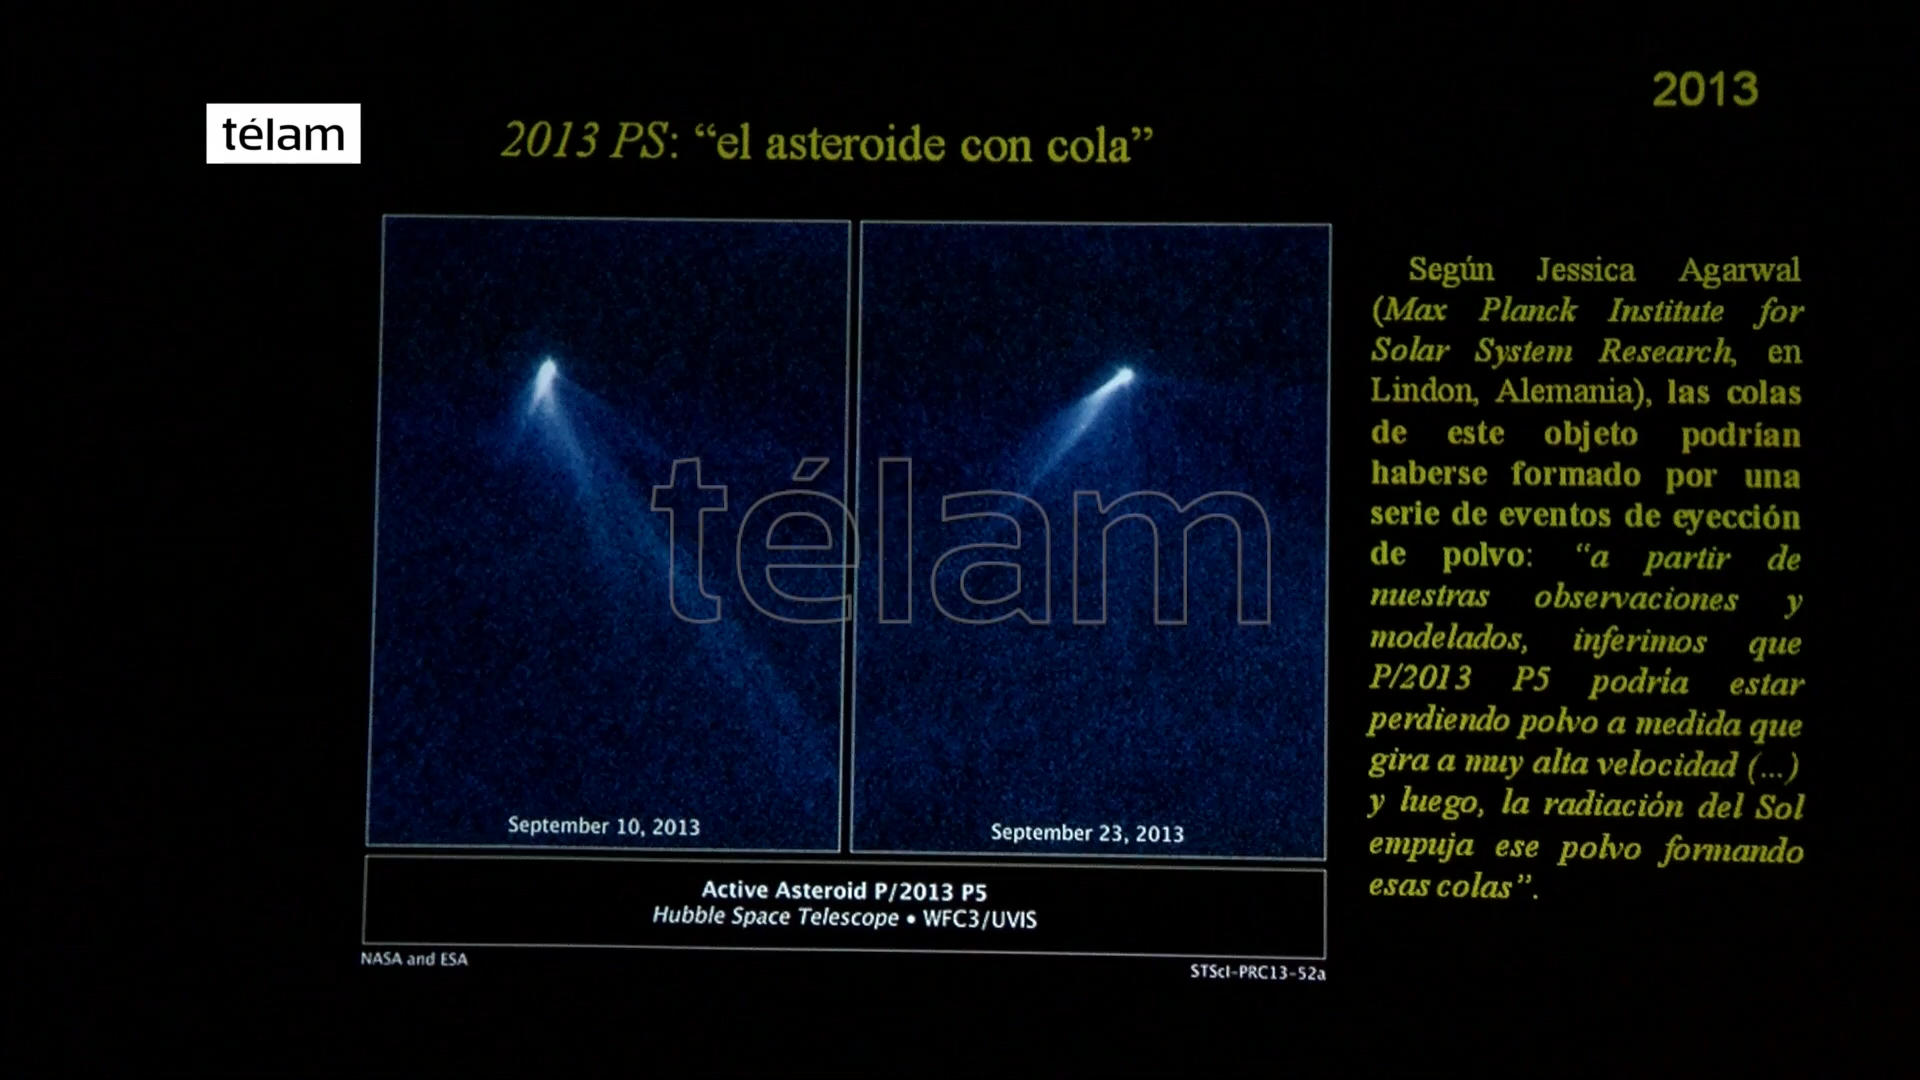 2013
télam
2013 PS: “el asteroide con cola”
Según Jessica Agarwal
(Max Planck Institute for
Solar System Research, en
Lindon, Alemania), las colas
de este objeto podrían
haberse formado por una
serie de eventos de eyección
de polvo: “a partir de
nuestras observaciones y
modelados, inferimos que
P/2013 P5 podría estar
perdiendo polvo a medida que
gira a muy alta velocidad (...)
y luego, la radiación del Sol
empuja ese polvo formando
esas colas”.
télam
September 10, 2013
September 23, 2013
Active Asteroid P/2013 P5
Hubble Space Telescope • WFC3/UVIS
NASA and ESA
STScI-PRC13-52a